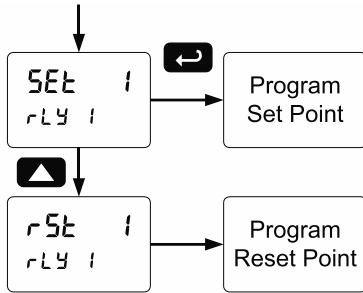 SEt 1
rLY 1
Program
Set Point
rSt 1
rLY 1
Program
Reset Point